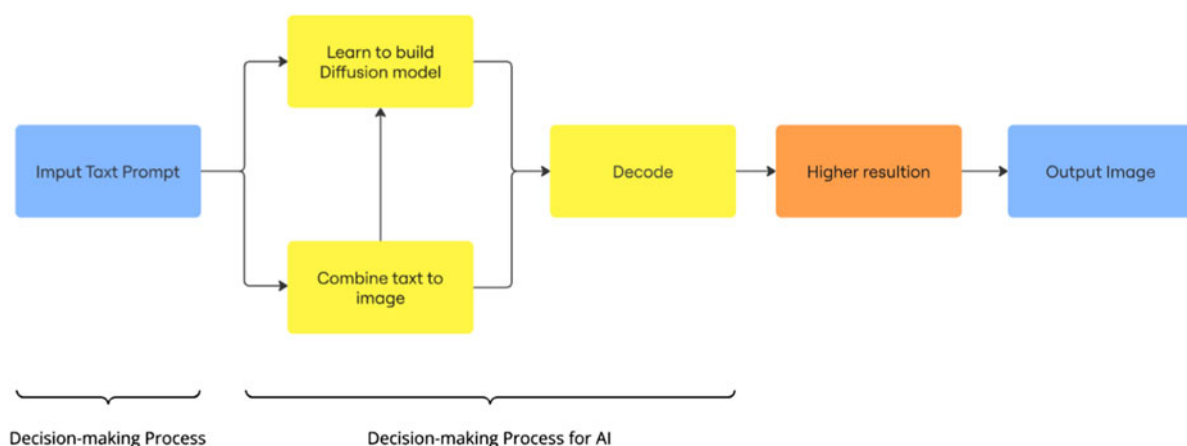 Learn to build
Diffusion model
Imput Taxt Prompt
Decode
Higher resultion
Output Image
Combine taxt to
image
Decision-making Process
Decision-making Process for AI